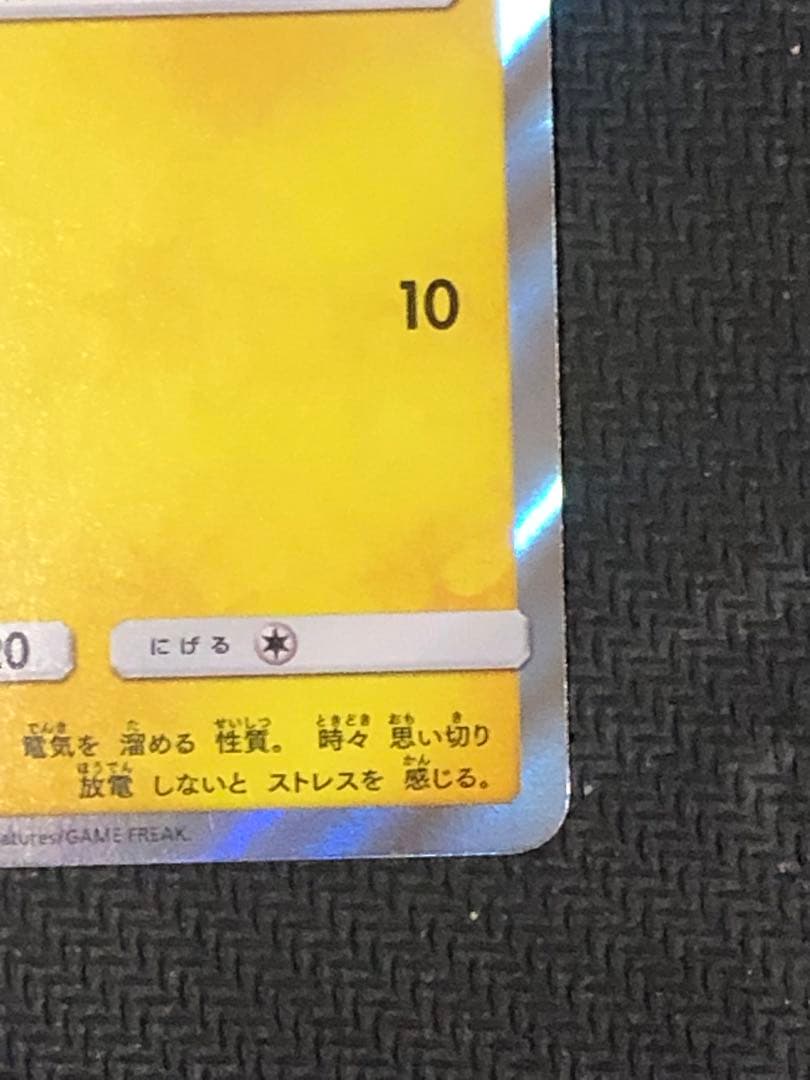 10
20
にげる
電気を 溜める 性質。 時々 思い切り
放電 しないと ストレスを 感じる。
atures/GAME FREAK.